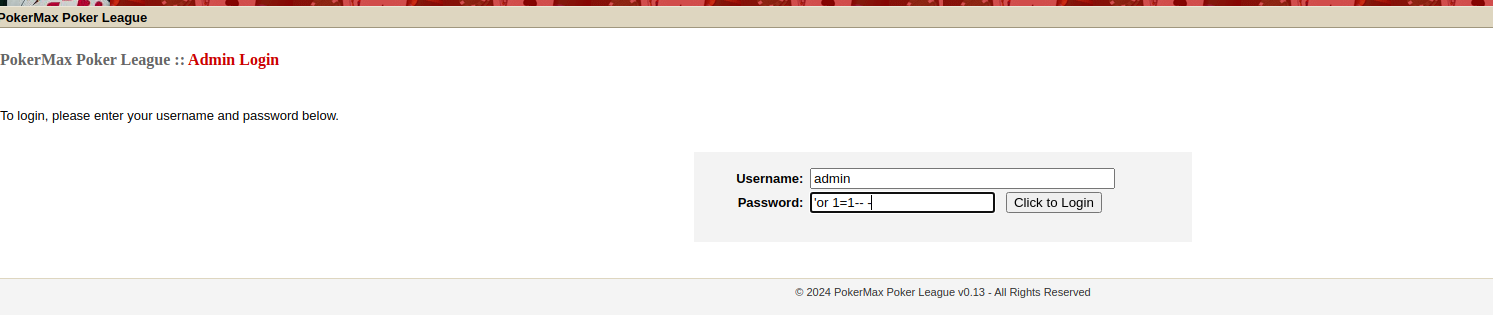 PokerMax Poker League
PokerMax Poker League :: Admin Login
To login, please enter your username and password below.
Username: admin
Password: 'or 1=1-- - Click to Login
© 2024 PokerMax Poker League v0.13 - All Rights Reserved